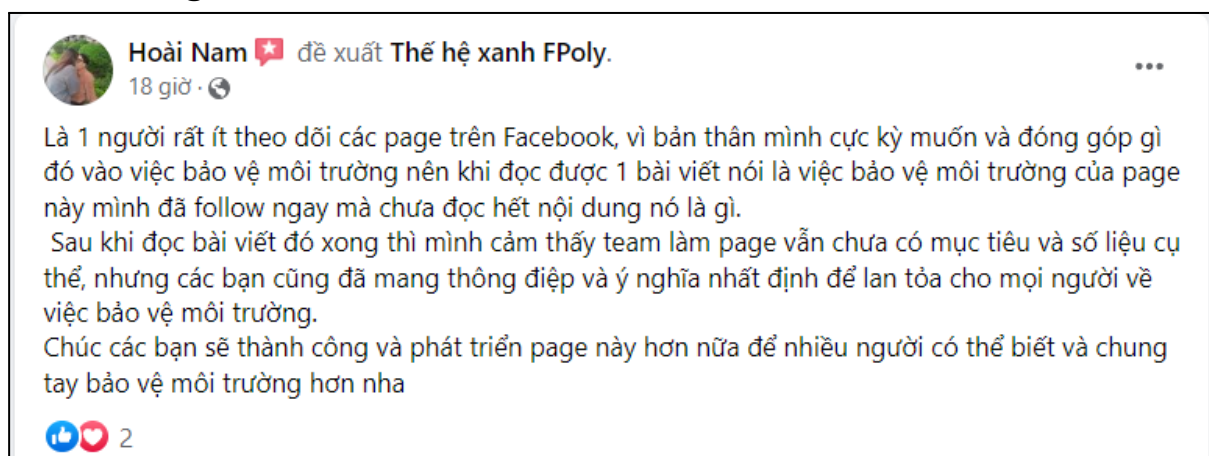 Hoài Nam đề xuất Thế hệ xanh FPoly.
18 giờ ·
Là 1 người rất ít theo dõi các page trên Facebook, vì bản thân mình cực kỳ muốn và đóng góp gì
đó vào việc bảo vệ môi trường nên khi đọc được 1 bài viết nói là việc bảo vệ môi trường của page
này mình đã follow ngay mà chưa đọc hết nội dung nó là gì.
Sau khi đọc bài viết đó xong thì mình cảm thấy team làm page vẫn chưa có mục tiêu và số liệu cụ
thể, nhưng các bạn cũng đã mang thông điệp và ý nghĩa nhất định để lan tỏa cho mọi người về
việc bảo vệ môi trường.
Chúc các bạn sẽ thành công và phát triển page này hơn nữa để nhiều người có thể biết và chung
tay bảo vệ môi trường hơn nha
2